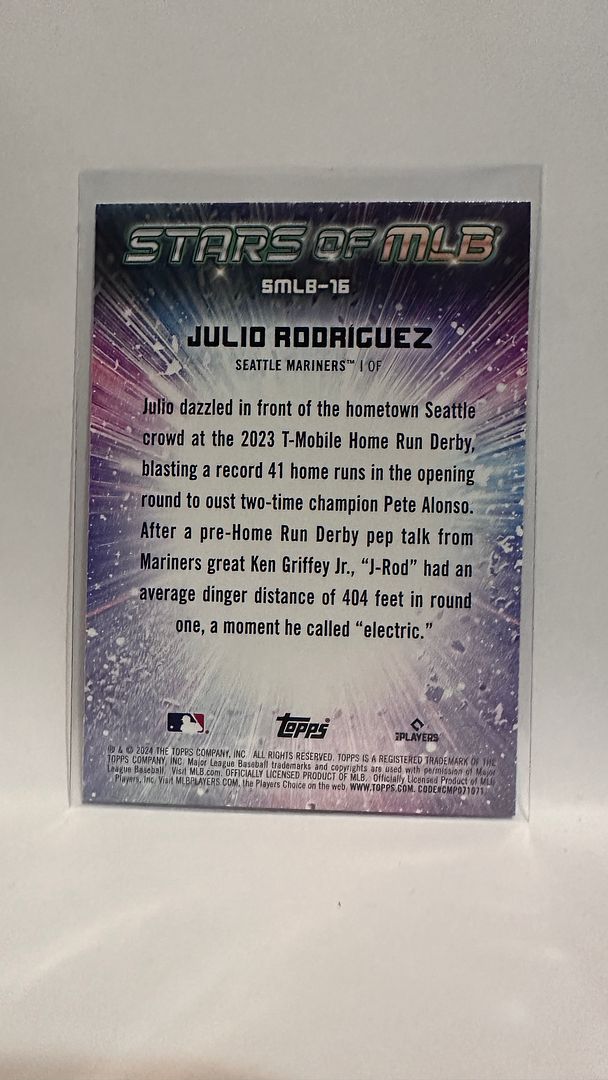 STARS OF MLB
SMLB-16
JULIO RODRÍGUEZ
SEATTLE MARINERS™ | OF
Julio dazzled in front of the hometown Seattle
crowd at the 2023 T-Mobile Home Run Derby,
blasting a record 41 home runs in the opening
round to oust two-time champion Pete Alonso.
After a pre-Home Run Derby pep talk from
Mariners great Ken Griffey Jr., “J-Rod” had an
average dinger distance of 404 feet in round
one, a moment he called “electric.”
topps PLAYERS
® & © 2024 THE TOPPS COMPANY, INC. ALL RIGHTS RESERVED. TOPPS IS A REGISTERED TRADEMARK OF THE
TOPPS COMPANY, INC. Major League Baseball trademarks and copyrights are used with permission of Major
League Baseball. Visit MLB.com. OFFICIALLY LICENSED PRODUCT OF MLB. Officially Licensed Product of MLB
Players, Inc. Visit MLBPLAYERS.COM, the Players Choice on the web. WWW.TOPPS.COM. CODE#CMP071071